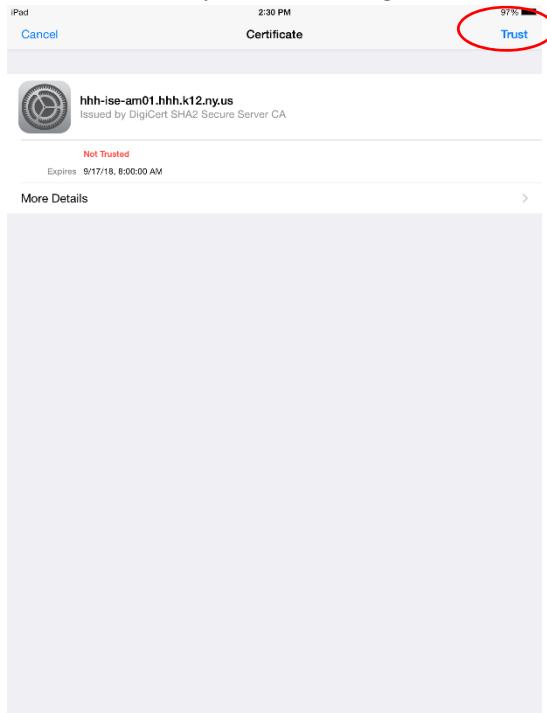 iPad 2:30 PM 97%
Cancel Certificate Trust
hhh-ise-am01.hhh.k12.ny.us
Issued by DigiCert SHA2 Secure Server CA
Not Trusted
Expires 9/17/18, 8:00:00 AM
More Details